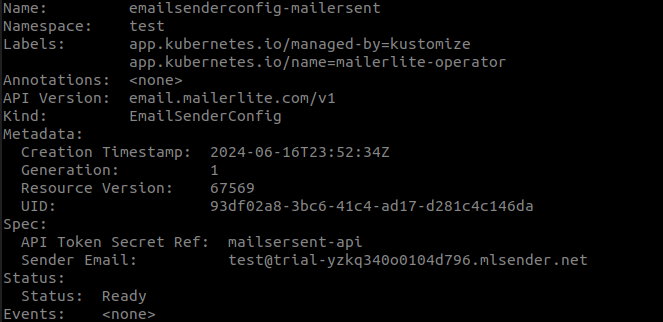 Name:         emailsenderconfig-mailersent
Namespace:    test
Labels:       app.kubernetes.io/managed-by=kustomize
              app.kubernetes.io/name=mailerlite-operator
Annotations:  <none>
API Version:  email.mailerlite.com/v1
Kind:         EmailSenderConfig
Metadata:
  Creation Timestamp:  2024-06-16T23:52:34Z
  Generation:          1
  Resource Version:    67569
  UID:                 93df02a8-3bc6-41c4-ad17-d281c4c146da
Spec:
  API Token Secret Ref:  mailsersent-api
  Sender Email:          test@trial-yzkq340o0104d796.mlsender.net
Status:
  Status:  Ready
Events:    <none>